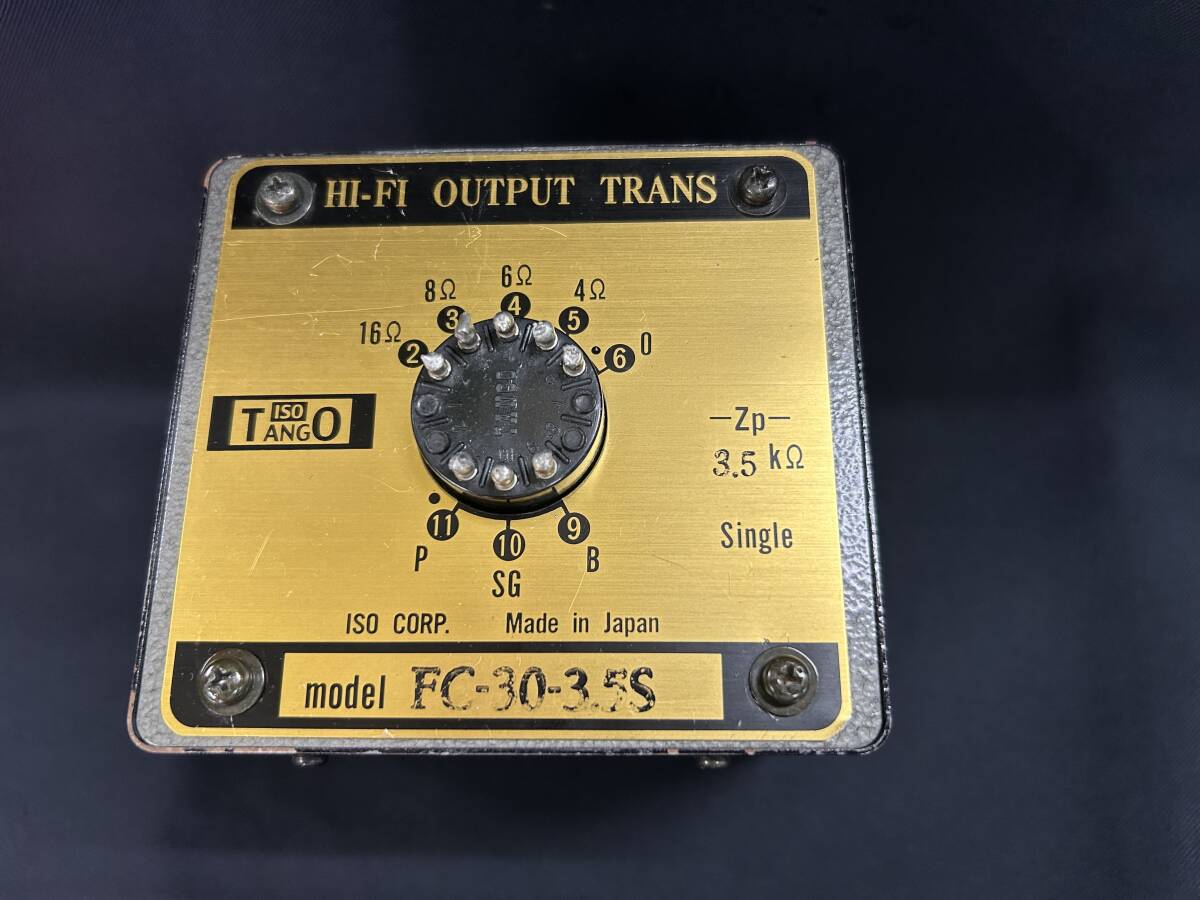 HI-FI OUTPUT TRANS
6Ω
8Ω 4Ω
16Ω 0
2 3 4 5 6
TANGO ISO
-Zp-
3.5 kΩ
Single
11 10 9
P SG B
ISO CORP. Made in Japan
model FC-30-3.5S